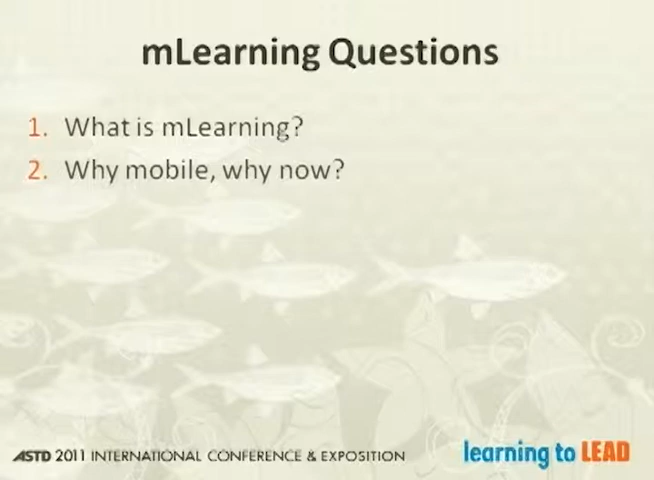 mLearning Questions
1. What is mLearning?
2. Why mobile, why now?
ASTD 2011 INTERNATIONAL CONFERENCE & EXPOSITION
learning to LEAD